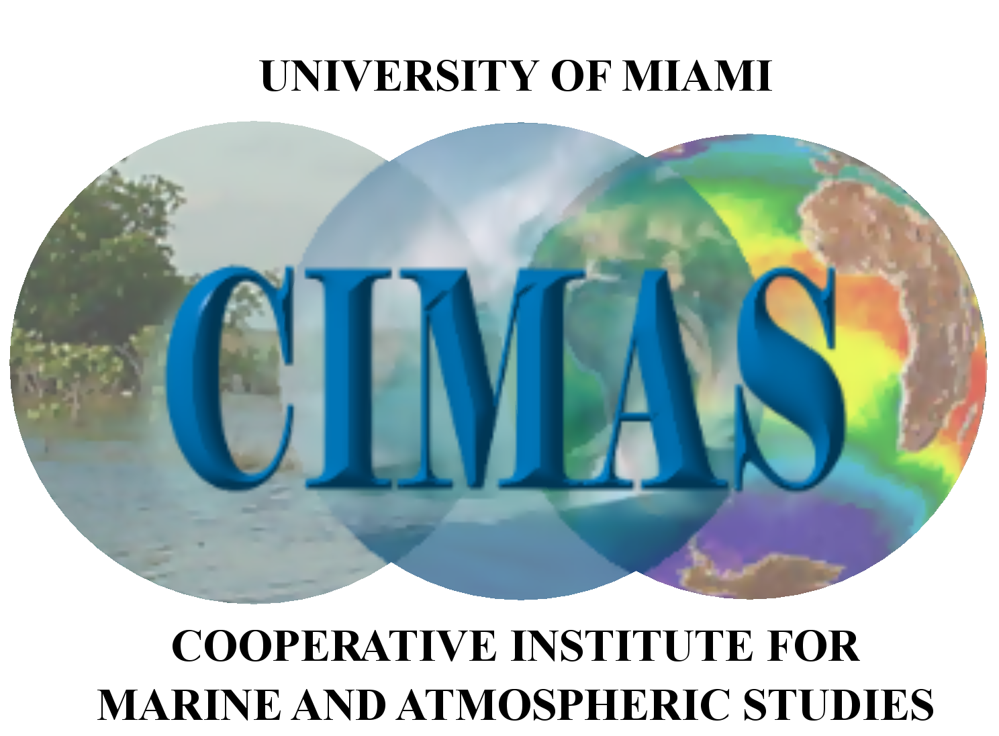 UNIVERSITY OF MIAMI
CIMAS
COOPERATIVE INSTITUTE FOR
MARINE AND ATMOSPHERIC STUDIES